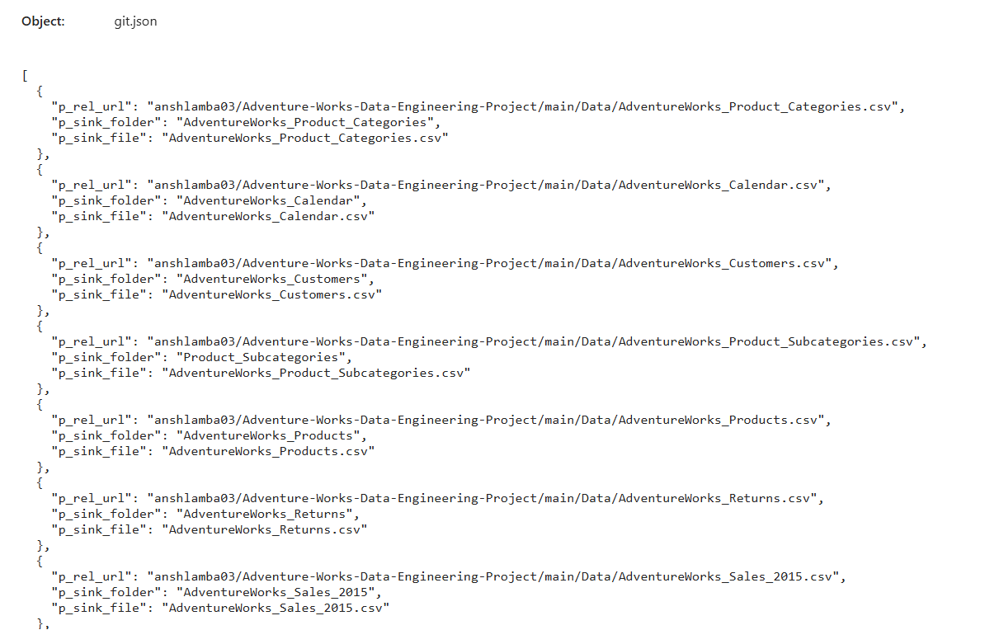 Object: git.json
[
{
"p_rel_url": "anshlamba03/Adventure-Works-Data-Engineering-Project/main/Data/AdventureWorks_Product_Categories.csv",
"p_sink_folder": "AdventureWorks_Product_Categories",
"p_sink_file": "AdventureWorks_Product_Categories.csv"
},
{
"p_rel_url": "anshlamba03/Adventure-Works-Data-Engineering-Project/main/Data/AdventureWorks_Calendar.csv",
"p_sink_folder": "AdventureWorks_Calendar",
"p_sink_file": "AdventureWorks_Calendar.csv"
},
{
"p_rel_url": "anshlamba03/Adventure-Works-Data-Engineering-Project/main/Data/AdventureWorks_Customers.csv",
"p_sink_folder": "AdventureWorks_Customers",
"p_sink_file": "AdventureWorks_Customers.csv"
},
{
"p_rel_url": "anshlamba03/Adventure-Works-Data-Engineering-Project/main/Data/AdventureWorks_Product_Subcategories.csv",
"p_sink_folder": "Product_Subcategories",
"p_sink_file": "AdventureWorks_Product_Subcategories.csv"
},
{
"p_rel_url": "anshlamba03/Adventure-Works-Data-Engineering-Project/main/Data/AdventureWorks_Products.csv",
"p_sink_folder": "AdventureWorks_Products",
"p_sink_file": "AdventureWorks_Products.csv"
},
{
"p_rel_url": "anshlamba03/Adventure-Works-Data-Engineering-Project/main/Data/AdventureWorks_Returns.csv",
"p_sink_folder": "AdventureWorks_Returns",
"p_sink_file": "AdventureWorks_Returns.csv"
},
{
"p_rel_url": "anshlamba03/Adventure-Works-Data-Engineering-Project/main/Data/AdventureWorks_Sales_2015.csv",
"p_sink_folder": "AdventureWorks_Sales_2015",
"p_sink_file": "AdventureWorks_Sales_2015.csv"
},